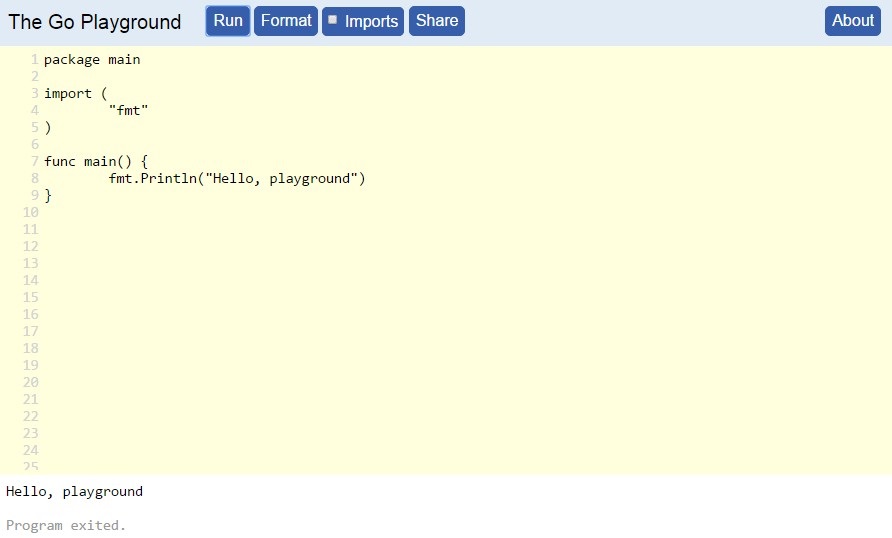 The Go Playground Run Format Imports Share About
1 package main
2
3 import (
4 "fmt"
5 )
6
7 func main() {
8 fmt.Println("Hello, playground")
9 }
10
11
12
13
14
15
16
17
18
19
20
21
22
23
24
25
Hello, playground
Program exited.